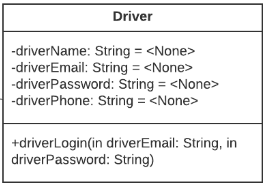 Driver
-driverName: String = <None>
-driverEmail: String = <None>
-driverPassword: String = <None>
-driverPhone: String = <None>
+driverLogin(in driverEmail: String, in
driverPassword: String)